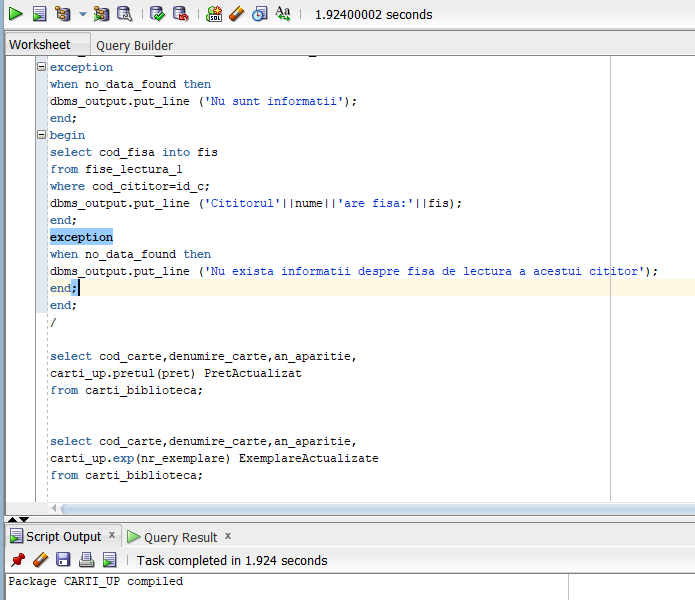 SQL
Aa
1.92400002 seconds
Worksheet
Query Builder
exception
when no_data_found then
dbms_output.put_line ('Nu sunt informatii');
end;
begin
select cod_fisa into fis
from fise_lectura_1
where cod_cititor=id_c;
dbms_output.put_line ('Cititorul'||nume||'are fisa:'||fis);
end;
exception
when no_data_found then
dbms_output.put_line ('Nu exista informatii despre fisa de lectura a acestui cititor');
end;
end;
/
select cod_carte,denumire_carte,an_aparitie,
carti_up.pretul(pret) PretActualizat
from carti_biblioteca;
select cod_carte,denumire_carte,an_aparitie,
carti_up.exp(nr_exemplare) ExemplareActualizate
from carti_biblioteca;
Script Output x
Query Result x
Task completed in 1.924 seconds
Package CARTI_UP compiled